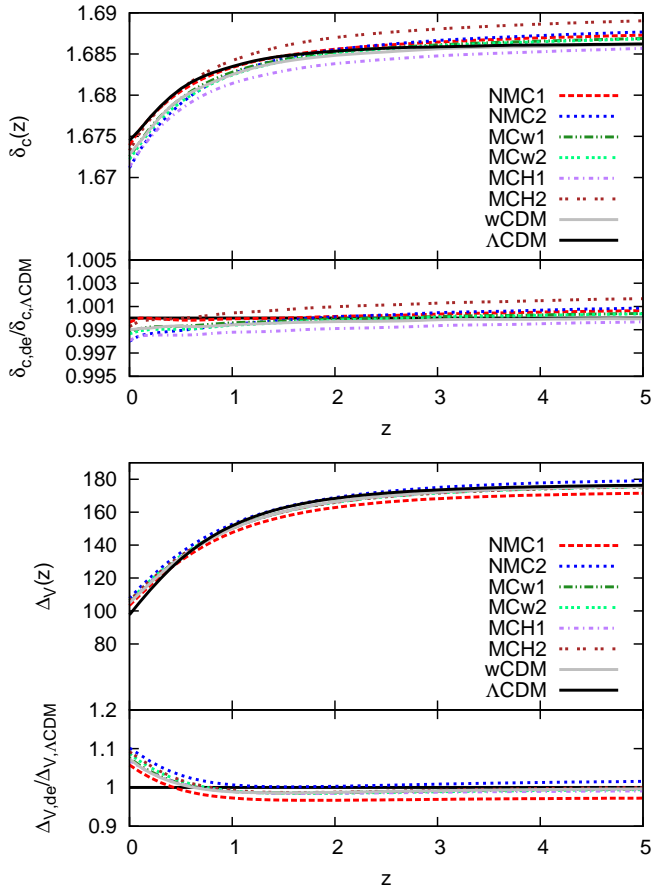 1.69
1.685
1.68
1.675
1.67
δc(z)
NMC1
NMC2
MCw1
MCw2
MCH1
MCH2
wCDM
ΛCDM
1.005
1.003
1.001
0.999
0.997
0.995
δc,de/δc,ΛCDM
0 1 2 3 4 5
z
180
160
140
120
100
80
ΔV(z)
NMC1
NMC2
MCw1
MCw2
MCH1
MCH2
wCDM
ΛCDM
1.2
1.1
1
0.9
ΔV,de/ΔV,ΛCDM
0 1 2 3 4 5
z